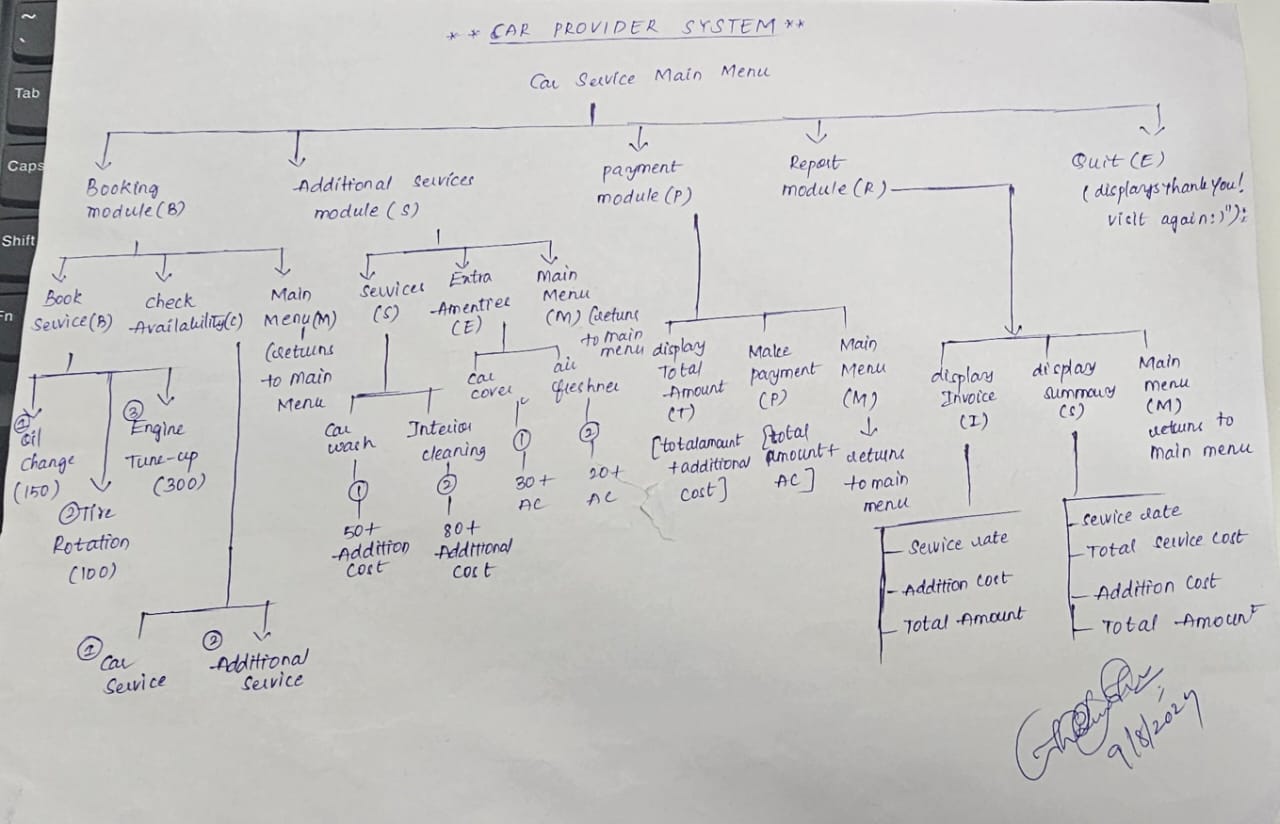 Tab
Caps
Shift
Fn
** CAR PROVIDER SYSTEM **
Car Service Main Menu
Booking
module(B)
Additional services
module (S)
payment
module (P)
Report
module (R)
Quit (E)
(displays thank you!
visit again:)");
Book
Service(B)
check
Availability(C)
Main
Menu(M)
(returns
to main
Menu
Services
(S)
Extra
Amentree
(E)
Main
Menu
(M) (return
to main
menu
display
Total
Amount
(T)
[totalamount
+additional
cost]
Make
payment
(P)
[total
amount+
AC]
Main
Menu
(M)
returns
to main
menu
display
Invoice
(I)
display
summary
(S)
Main
menu
(M)
returns to
main menu
①
Oil
Change
(150)
②Tire
Rotation
(100)
③
Engine
Tune-up
(300)
① Car
Service
②
Additional
Service
Car
wash
①
50+
Addition
cost
Interior
cleaning
②
80+
Additional
cost
car
cover
①
30+
AC
air
freshner
②
20+
AC
Service rate
Addition cost
Total Amount
service rate
Total service cost
Addition cost
Total Amount
9/8/2024